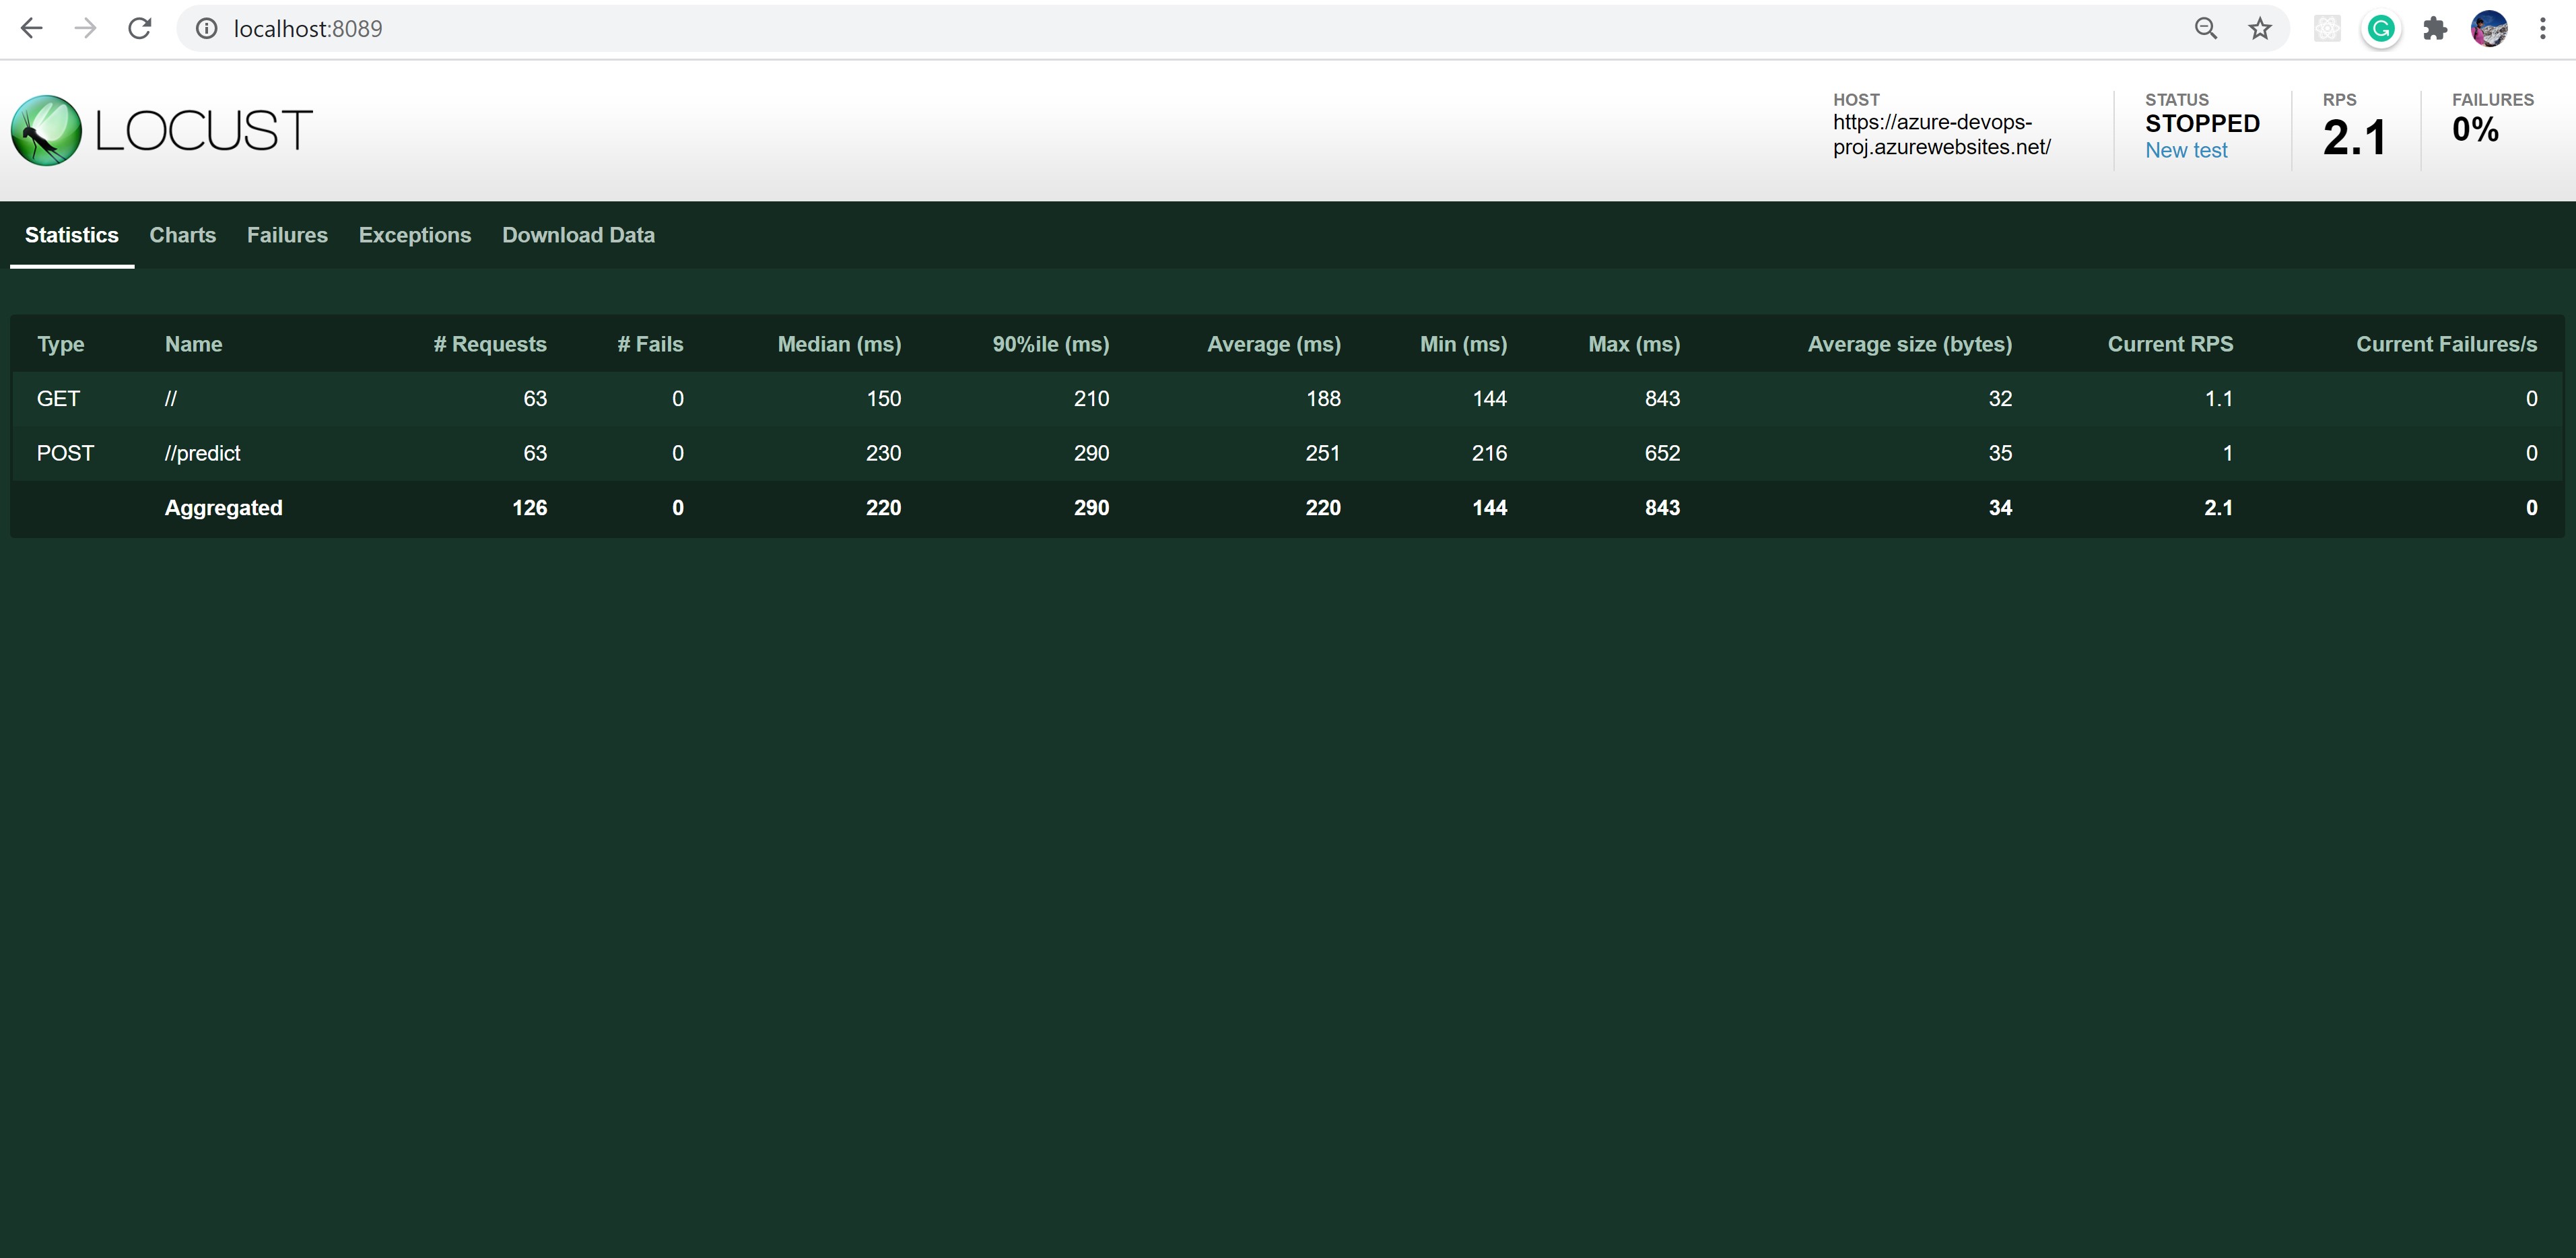 localhost:8089
LOCUST
HOST
https://azure-devops-
proj.azurewebsites.net/
STATUS
STOPPED
New test
RPS
2.1
FAILURES
0%
Statistics Charts Failures Exceptions Download Data
Type Name # Requests # Fails Median (ms) 90%ile (ms) Average (ms) Min (ms) Max (ms) Average size (bytes) Current RPS Current Failures/s
GET // 63 0 150 210 188 144 843 32 1.1 0
POST //predict 63 0 230 290 251 216 652 35 1 0
Aggregated 126 0 220 290 220 144 843 34 2.1 0